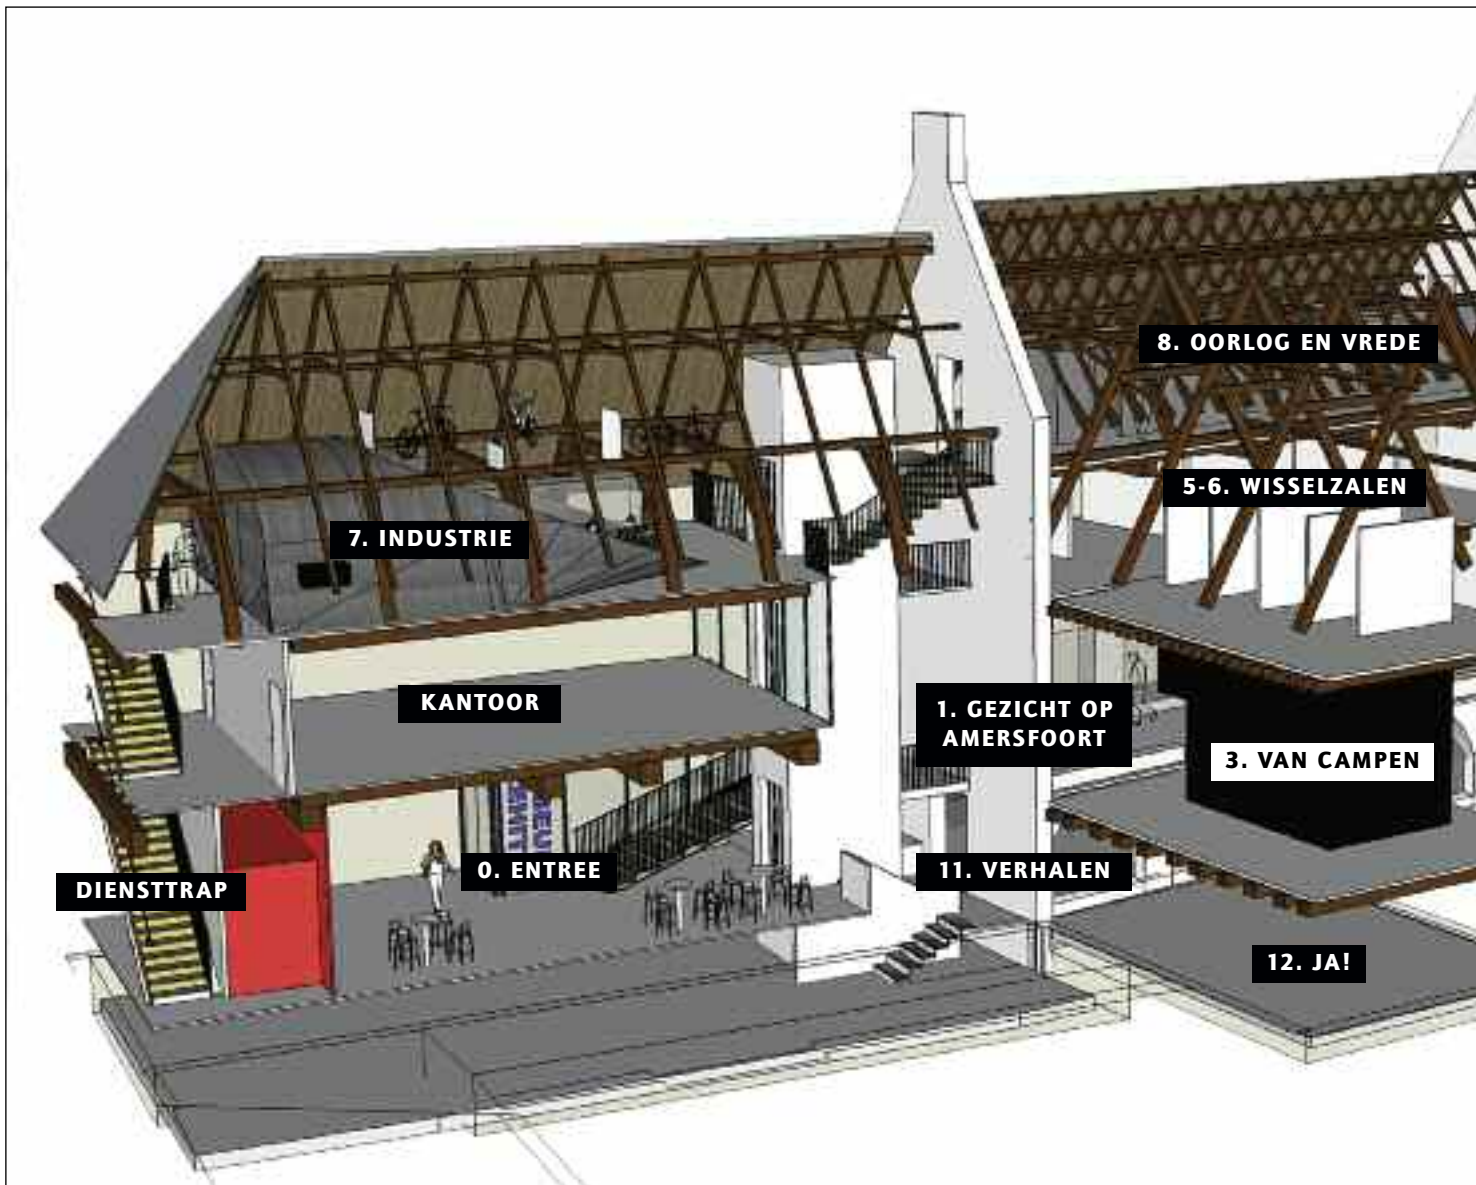 8. OORLOG EN VREDE
5-6. WISSELZALEN
7. INDUSTRIE
KANTOOR
1. GEZICHT OP
AMERSFOORT
3. VAN CAMPEN
0. ENTREE
11. VERHALEN
DIENSTTRAP
12. JA!